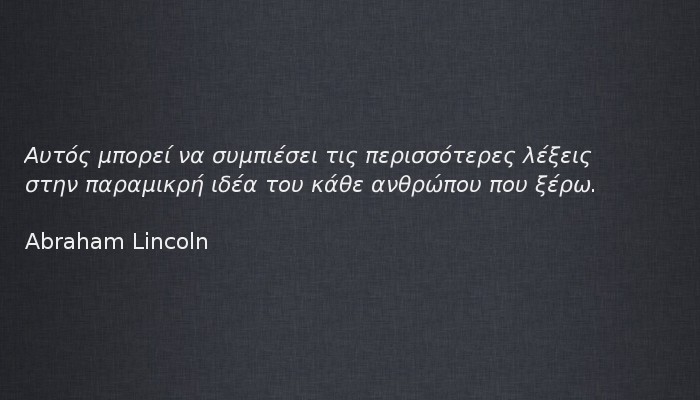 Αυτός μπορεί να συμπιέσει τις περισσότερες λέξεις
στην παραμικρή ιδέα του κάθε ανθρώπου που ξέρω.
Abraham Lincoln